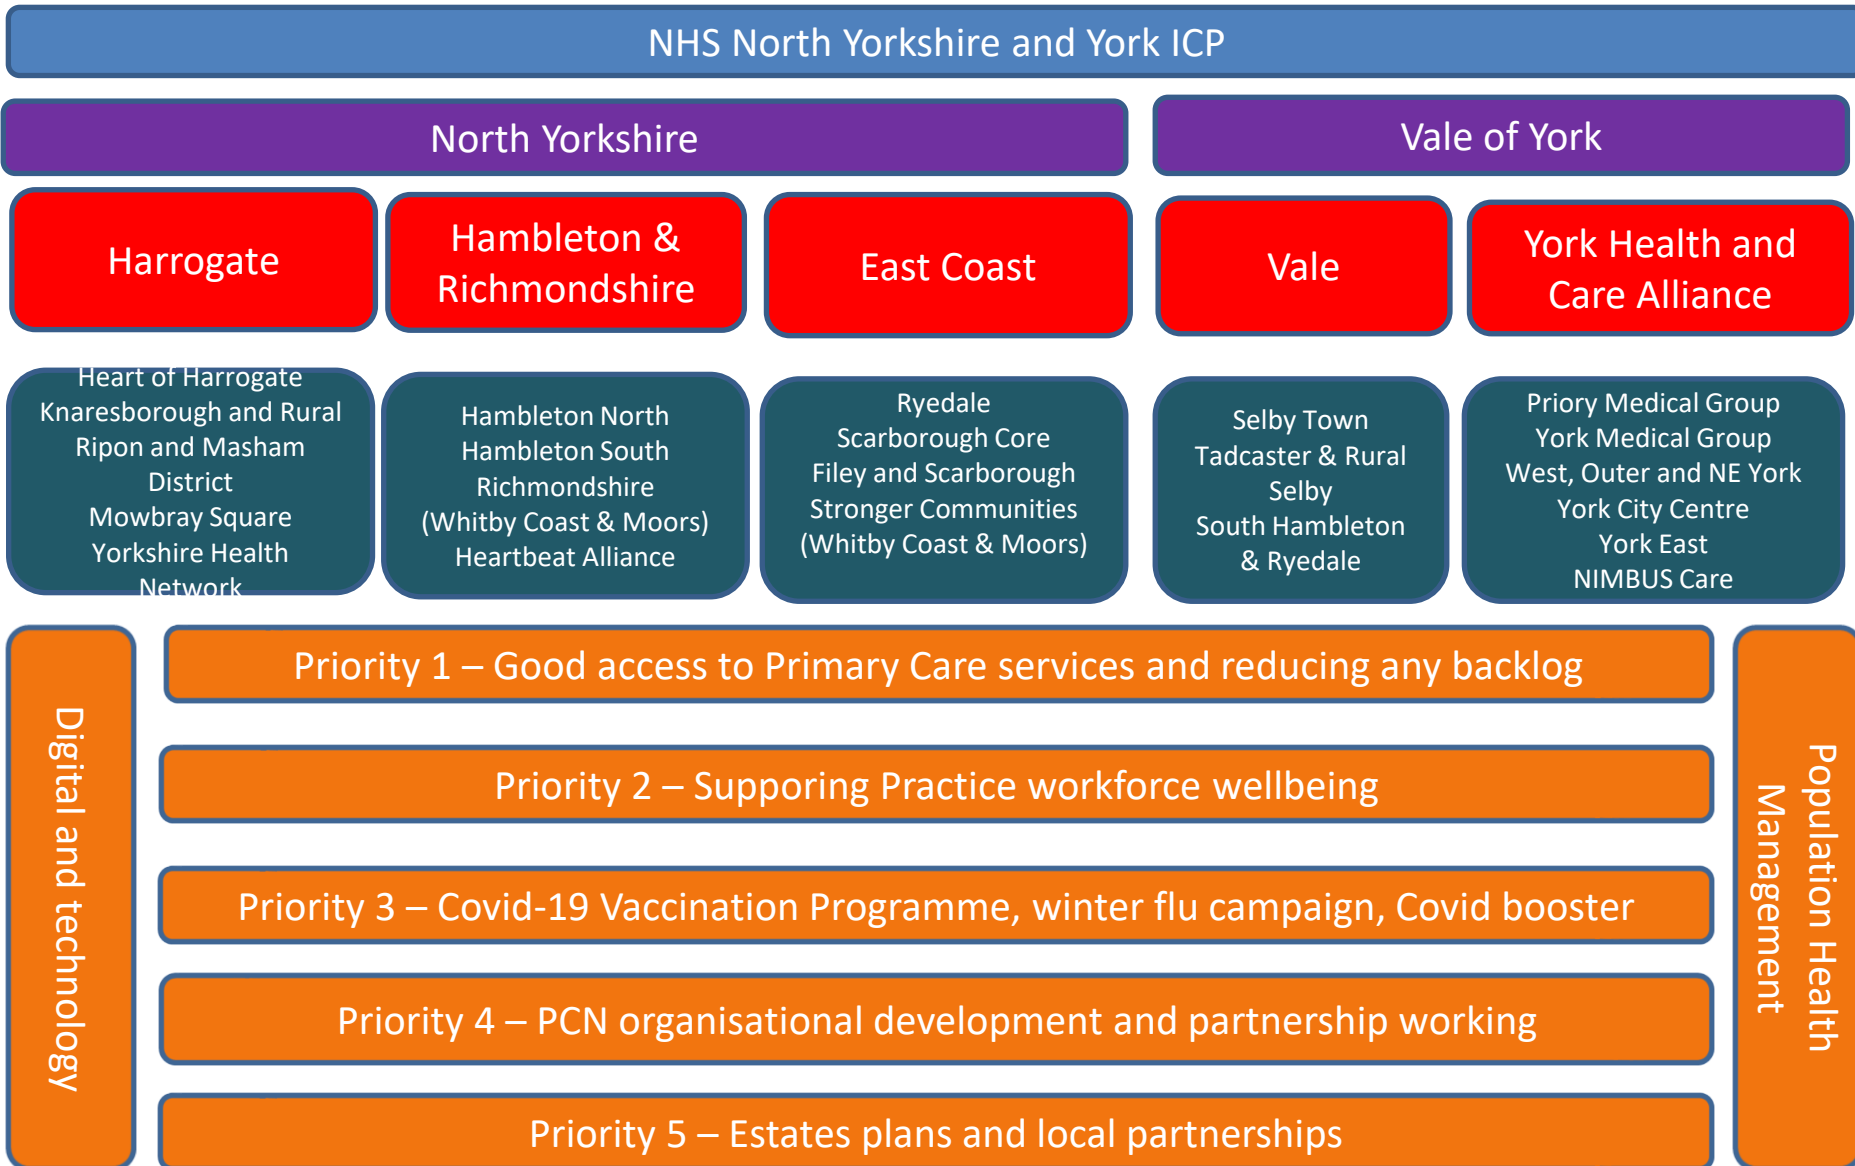 NHS North Yorkshire and York ICP
North Yorkshire
Vale of York
Harrogate
Hambleton &
Richmondshire
East Coast
Vale
York Health and
Care Alliance
Heart of Harrogate
Knaresborough and Rural
Ripon and Masham
District
Mowbray Square
Yorkshire Health
Network
Hambleton North
Hambleton South
Richmondshire
(Whitby Coast & Moors)
Heartbeat Alliance
Ryedale
Scarborough Core
Filey and Scarborough
Stronger Communities
(Whitby Coast & Moors)
Selby Town
Tadcaster & Rural
Selby
South Hambleton
& Ryedale
Priory Medical Group
York Medical Group
West, Outer and NE York
York City Centre
York East
NIMBUS Care
Digital and technology
Priority 1 – Good access to Primary Care services and reducing any backlog
Priority 2 – Supporing Practice workforce wellbeing
Priority 3 – Covid-19 Vaccination Programme, winter flu campaign, Covid booster
Priority 4 – PCN organisational development and partnership working
Priority 5 – Estates plans and local partnerships
Population Health
Management